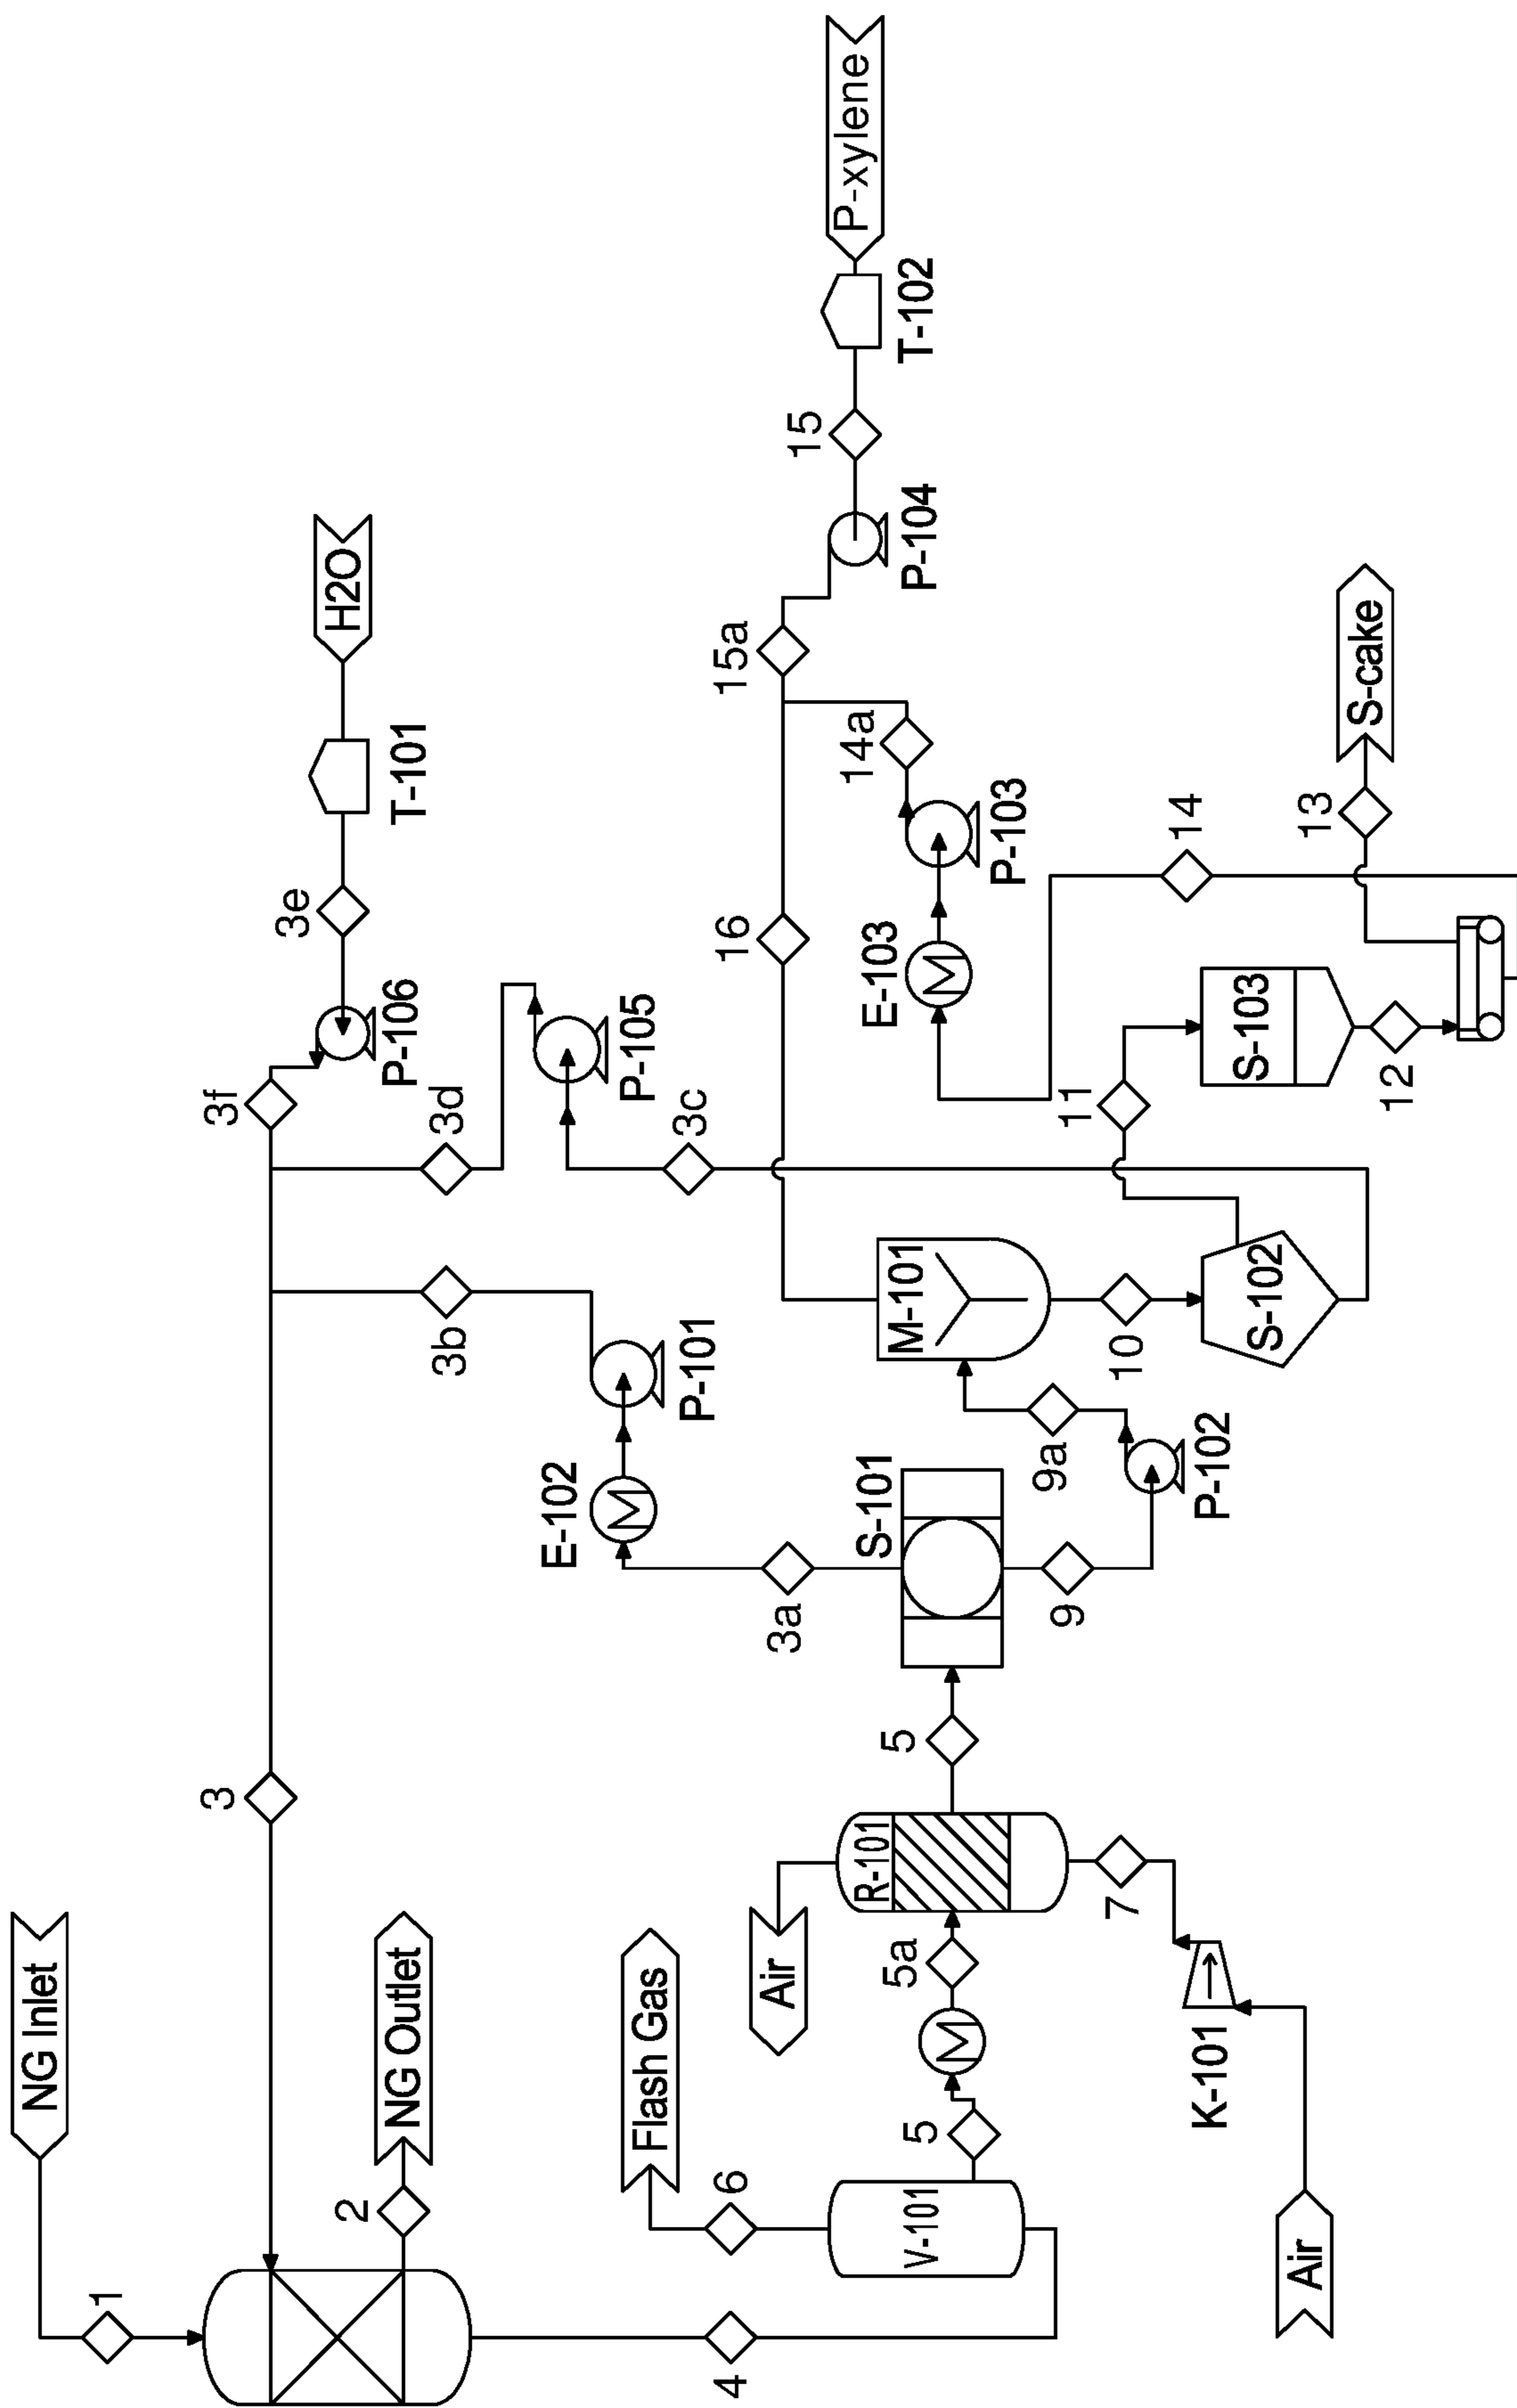 NG Inlet
1
2
NG Outlet
3
3f
3e
H2O
P-106
T-101
3b
3d
P-105
3c
P-101
E-102
3a
Flash Gas
6
4
V-101
5
5a
Air
R-101
7
K-101
Air
5
S-101
9
P-102
9a
M-101
10
S-102
11
S-103
12
13
S-cake
14
E-103
P-103
14a
16
15a
P-104
15
T-102
P-xylene